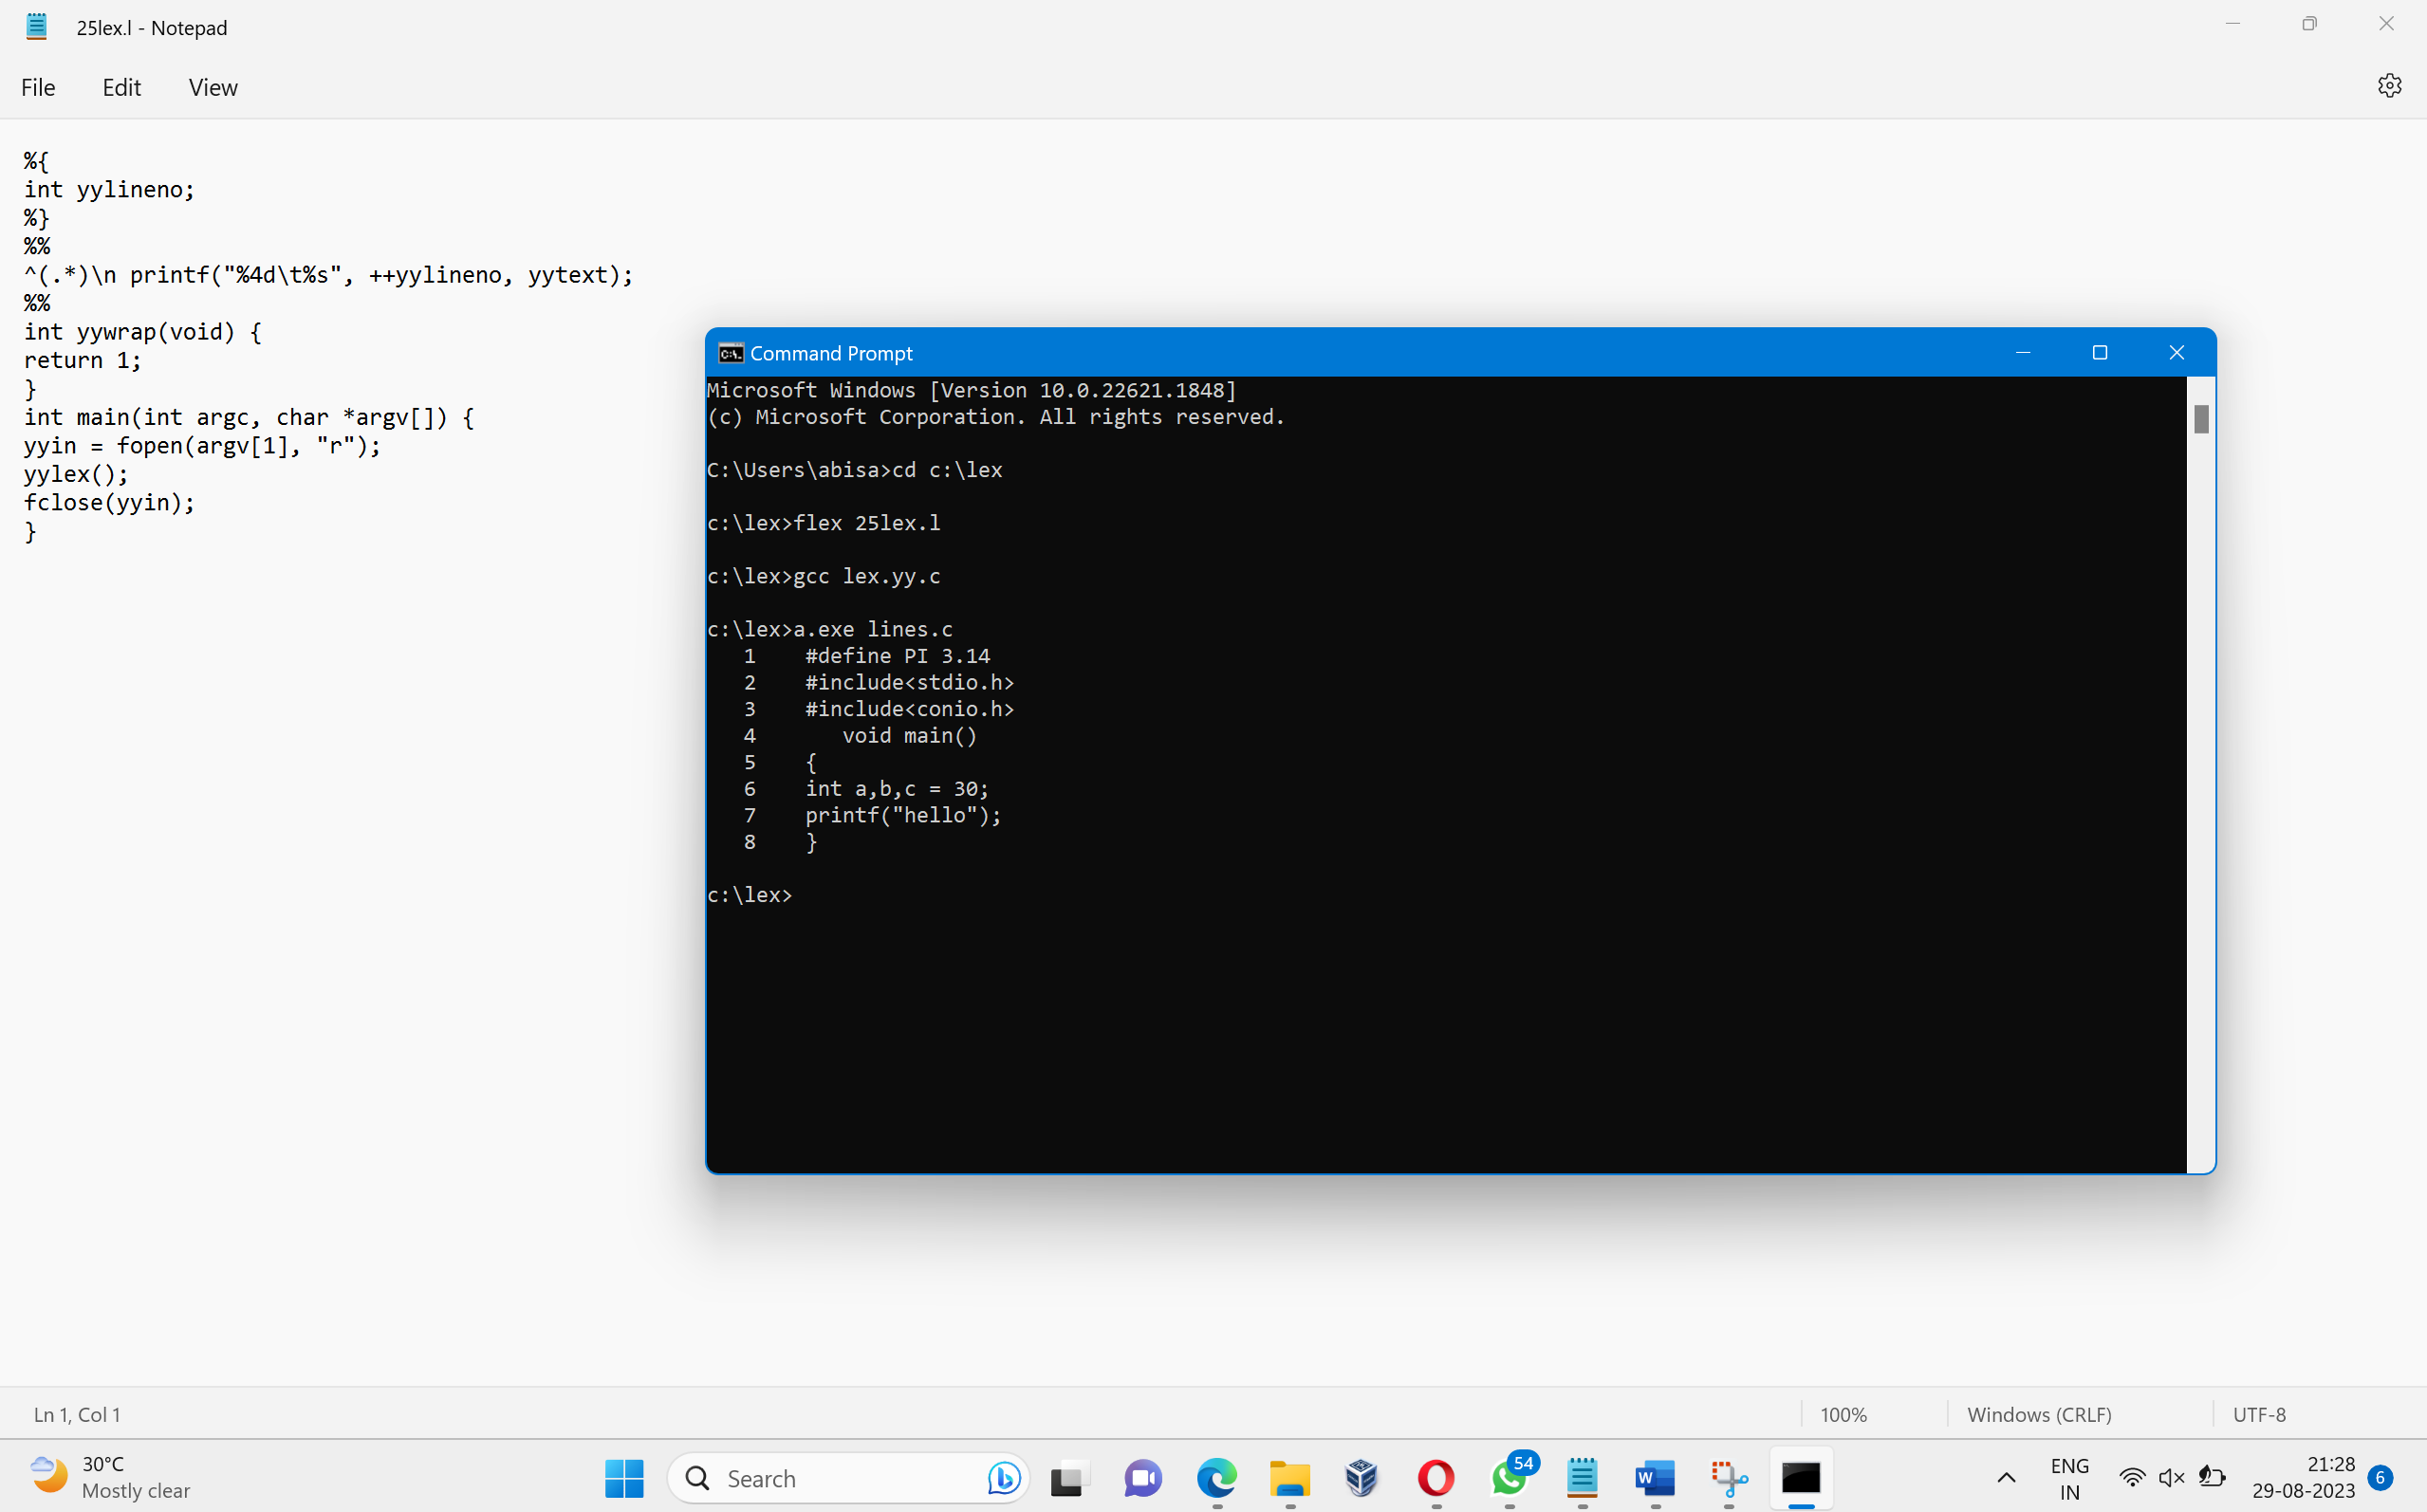 25lex.l - Notepad
File Edit View
%{
int yylineno;
%}
%%
^(.*)\n printf("%4d\t%s", ++yylineno, yytext);
%%
int yywrap(void) {
return 1;
}
int main(int argc, char *argv[]) {
yyin = fopen(argv[1], "r");
yylex();
fclose(yyin);
}
C:\. Command Prompt
Microsoft Windows [Version 10.0.22621.1848]
(c) Microsoft Corporation. All rights reserved.
C:\Users\abisa>cd c:\lex
c:\lex>flex 25lex.l
c:\lex>gcc lex.yy.c
c:\lex>a.exe lines.c
   1    #define PI 3.14
   2    #include<stdio.h>
   3    #include<conio.h>
   4       void main()
   5    {
   6    int a,b,c = 30;
   7    printf("hello");
   8    }
c:\lex>
Ln 1, Col 1 100% Windows (CRLF) UTF-8
30°C
Mostly clear
Search
54
W
ENG
IN
21:28
29-08-2023
6